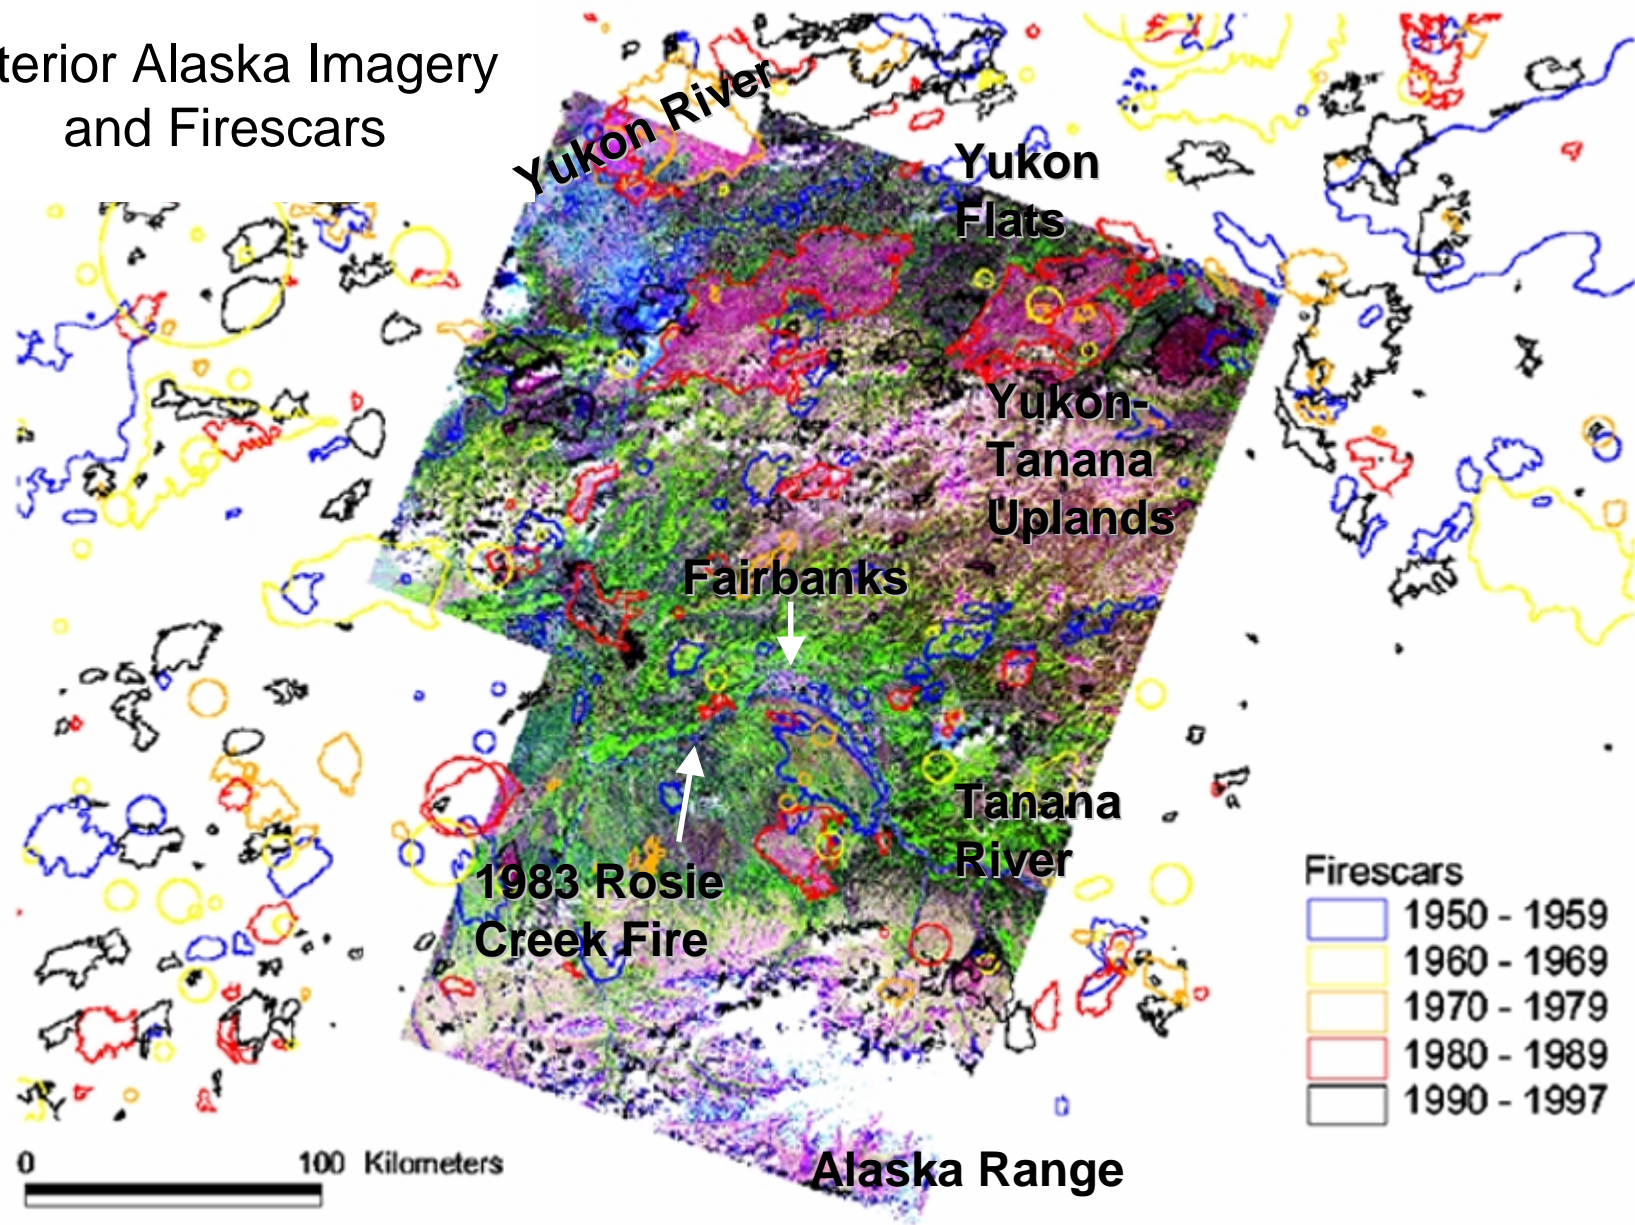 terior Alaska Imagery
and Firescars
Yukon River
Yukon
Flats
Yukon-
Tanana
Uplands
Fairbanks
Tanana
River
1983 Rosie
Creek Fire
Firescars
1950 - 1959
1960 - 1969
1970 - 1979
1980 - 1989
1990 - 1997
0 100 Kilometers
Alaska Range